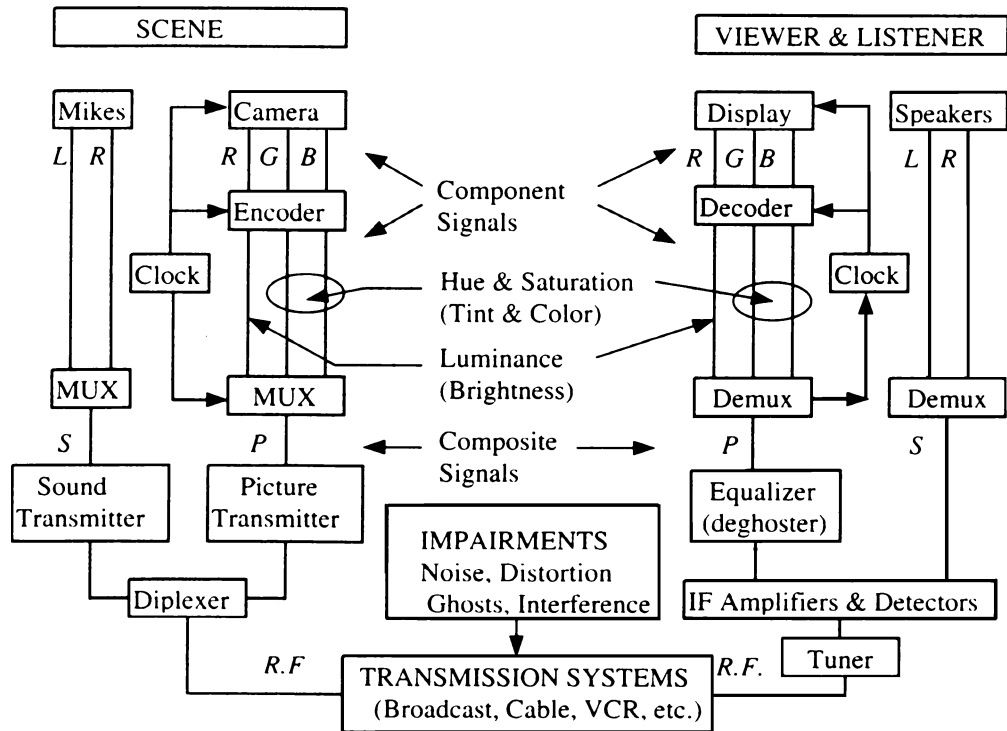 SCENE
VIEWER & LISTENER
Mikes
Camera
Display
Speakers
L
R
R
G
B
R
G
B
L
R
Component
Signals
Encoder
Decoder
Clock
Clock
Hue & Saturation
(Tint & Color)
Luminance
(Brightness)
MUX
MUX
Demux
Demux
S
P
Composite
Signals
P
S
Sound
Transmitter
Picture
Transmitter
Equalizer
(deghoster)
IMPAIRMENTS
Noise, Distortion
Ghosts, Interference
Diplexer
IF Amplifiers & Detectors
Tuner
R.F
R.F.
TRANSMISSION SYSTEMS
(Broadcast, Cable, VCR, etc.)